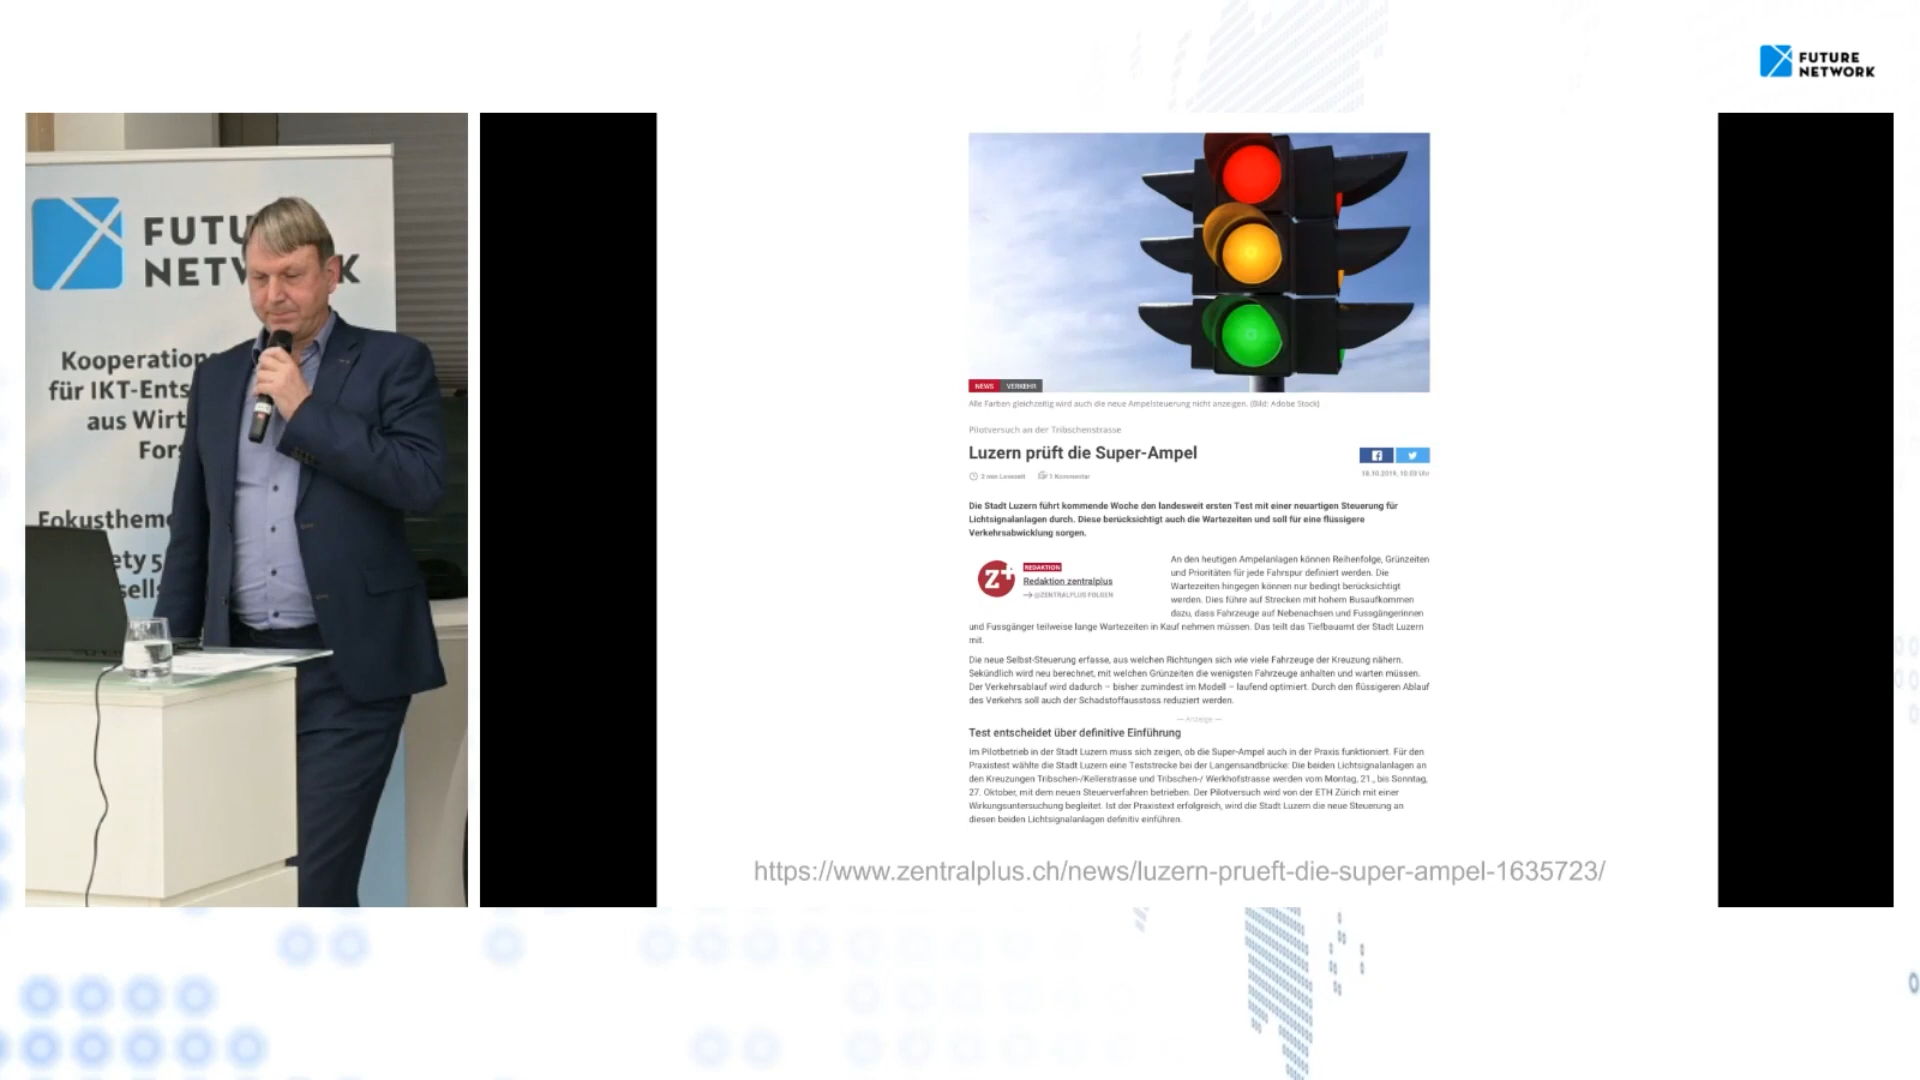 FUTURE
NETWORK
FUTU
NETW K
Kooperation
für IKT-Ents
aus Wirt
Fors
Fokusthem
ety 5
sells
NEWS VERKEHR
Alle Farben gleichzeitig wird auch die neue Ampelsteuerung nicht anzeigen. (Bild: Adobe Stock)
Pilotversuch an der Tribschenstrasse
Luzern prüft die Super-Ampel
2 min Lesezeit 1 Kommentar
18.10.2019, 10:03 Uhr
Die Stadt Luzern führt kommende Woche den landesweit ersten Test mit einer neuartigen Steuerung für
Lichtsignalanlagen durch. Diese berücksichtigt auch die Wartezeiten und soll für eine flüssigere
Verkehrsabwicklung sorgen.
Z+
REDAKTION
Redaktion zentralplus
@ZENTRALPLUS FOLGEN
An den heutigen Ampelanlagen können Reihenfolge, Grünzeiten
und Prioritäten für jede Fahrspur definiert werden. Die
Wartezeiten hingegen können nur bedingt berücksichtigt
werden. Dies führe auf Strecken mit hohem Busaufkommen
dazu, dass Fahrzeuge auf Nebenachsen und Fussgängerinnen
und Fussgänger teilweise lange Wartezeiten in Kauf nehmen müssen. Das teilt das Tiefbauamt der Stadt Luzern
mit.
Die neue Selbst-Steuerung erfasse, aus welchen Richtungen sich wie viele Fahrzeuge der Kreuzung nähern.
Sekündlich wird neu berechnet, mit welchen Grünzeiten die wenigsten Fahrzeuge anhalten und warten müssen.
Der Verkehrsablauf wird dadurch – bisher zumindest im Modell – laufend optimiert. Durch den flüssigeren Ablauf
des Verkehrs soll auch der Schadstoffausstoss reduziert werden.
— Anzeige —
Test entscheidet über definitive Einführung
Im Pilotbetrieb in der Stadt Luzern muss sich zeigen, ob die Super-Ampel auch in der Praxis funktioniert. Für den
Praxistest wählte die Stadt Luzern eine Teststrecke bei der Langensandbrücke: Die beiden Lichtsignalanlagen an
den Kreuzungen Tribschen-/Kellerstrasse und Tribschen-/ Werkhofstrasse werden vom Montag, 21., bis Sonntag,
27. Oktober, mit dem neuen Steuerverfahren betrieben. Der Pilotversuch wird von der ETH Zürich mit einer
Wirkungsuntersuchung begleitet. Ist der Praxistext erfolgreich, wird die Stadt Luzern die neue Steuerung an
diesen beiden Lichtsignalanlagen definitiv einführen.
https://www.zentralplus.ch/news/luzern-prueft-die-super-ampel-1635723/